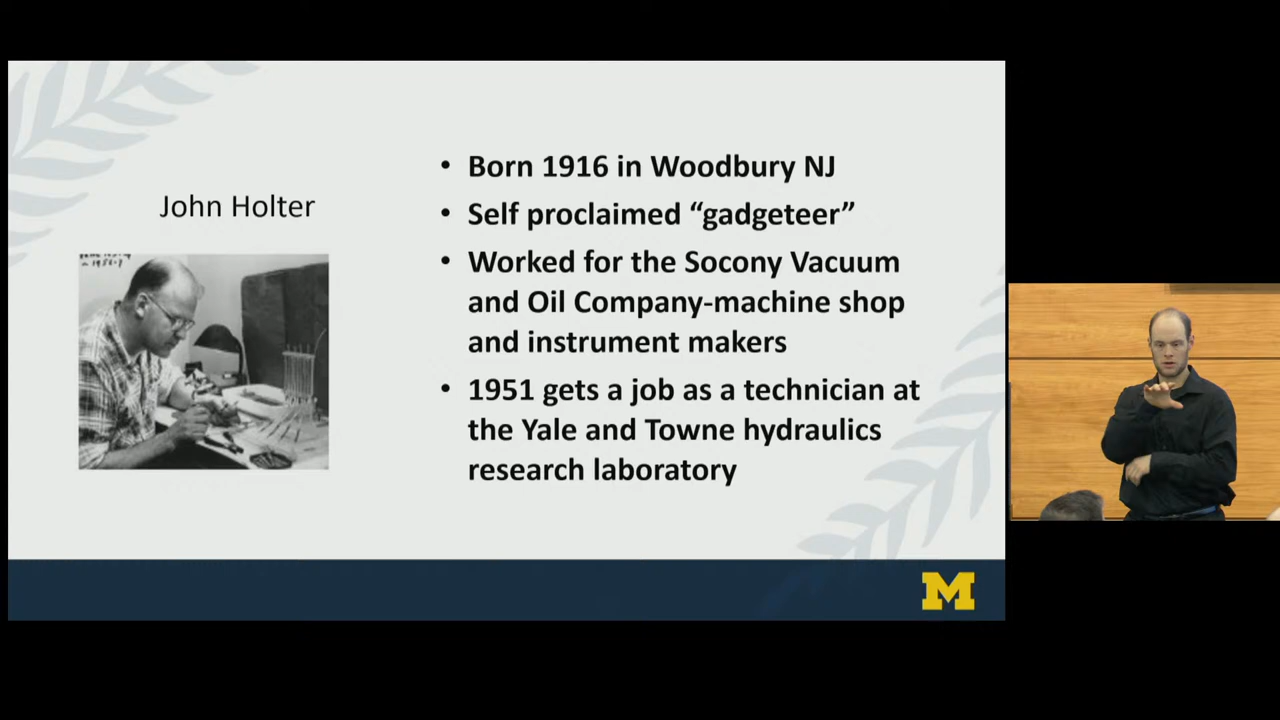 John Holter
• Born 1916 in Woodbury NJ
• Self proclaimed “gadgeteer”
• Worked for the Socony Vacuum
and Oil Company-machine shop
and instrument makers
• 1951 gets a job as a technician at
the Yale and Towne hydraulics
research laboratory
M